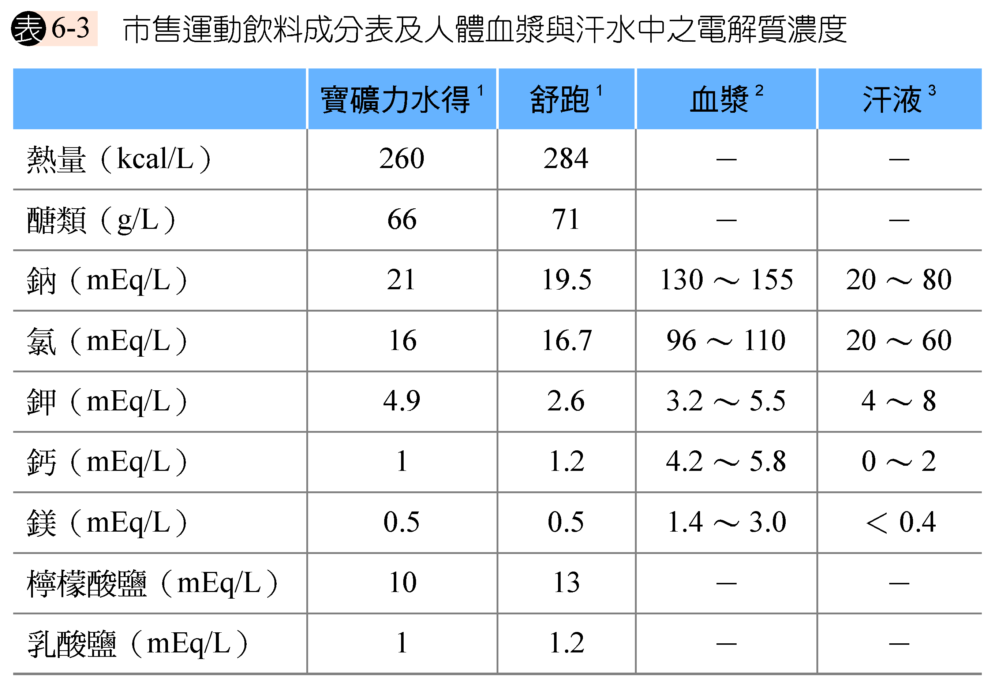 表 6-3 市售運動飲料成分表及人體血漿與汗水中之電解質濃度
寶礦力水得¹ 舒跑¹ 血漿² 汗液³
熱量（kcal/L） 260 284 － －
醣類（g/L） 66 71 － －
鈉（mEq/L） 21 19.5 130～155 20～80
氯（mEq/L） 16 16.7 96～110 20～60
鉀（mEq/L） 4.9 2.6 3.2～5.5 4～8
鈣（mEq/L） 1 1.2 4.2～5.8 0～2
鎂（mEq/L） 0.5 0.5 1.4～3.0 ＜0.4
檸檬酸鹽（mEq/L） 10 13 － －
乳酸鹽（mEq/L） 1 1.2 － －